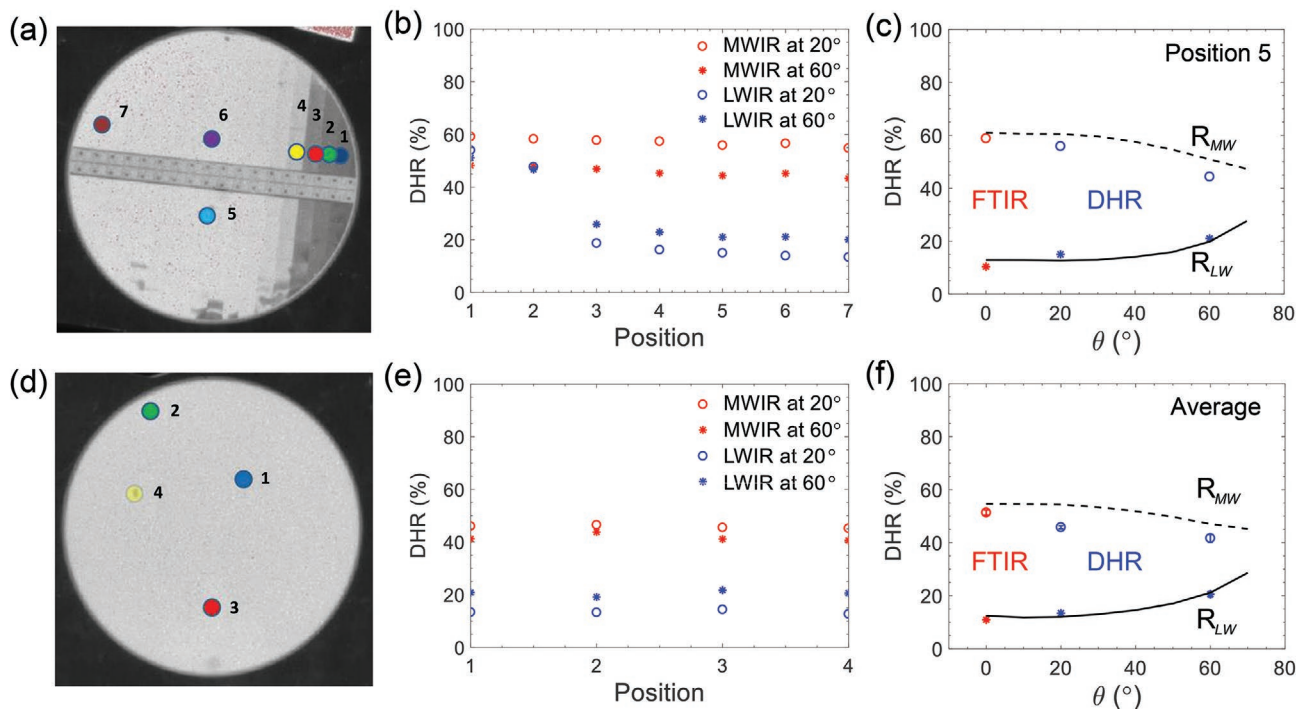 (a)
7
6
4
3
2
1
5
(b)
DHR (%)
100
80
60
40
20
0
MWIR at 20°
MWIR at 60°
LWIR at 20°
LWIR at 60°
1 2 3 4 5 6 7
Position
(c)
DHR (%)
100
80
60
40
20
0
Position 5
R_MW
FTIR DHR
R_LW
0 20 40 60 80
θ (°)
(d)
2
1
4
3
(e)
DHR (%)
100
80
60
40
20
0
MWIR at 20°
MWIR at 60°
LWIR at 20°
LWIR at 60°
1 2 3 4
Position
(f)
DHR (%)
100
80
60
40
20
0
Average
R_MW
FTIR DHR
R_LW
0 20 40 60 80
θ (°)